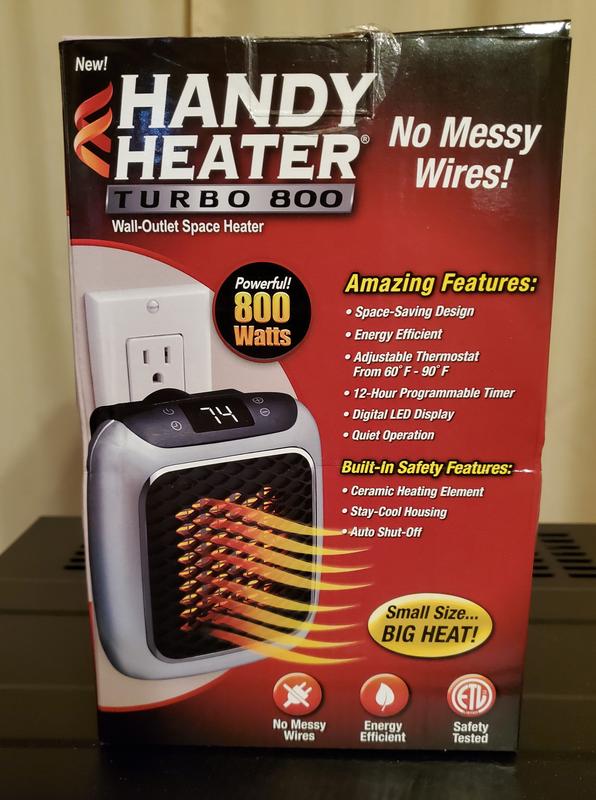 New!
HANDY
HEATER®
TURBO 800
Wall-Outlet Space Heater
No Messy
Wires!
Powerful!
800
Watts
74
Amazing Features:
• Space-Saving Design
• Energy Efficient
• Adjustable Thermostat
From 60°F - 90°F
• 12-Hour Programmable Timer
• Digital LED Display
• Quiet Operation
Built-In Safety Features:
• Ceramic Heating Element
• Stay-Cool Housing
• Auto Shut-Off
Small Size...
BIG HEAT!
No Messy
Wires
Energy
Efficient
ETL
Safety
Tested